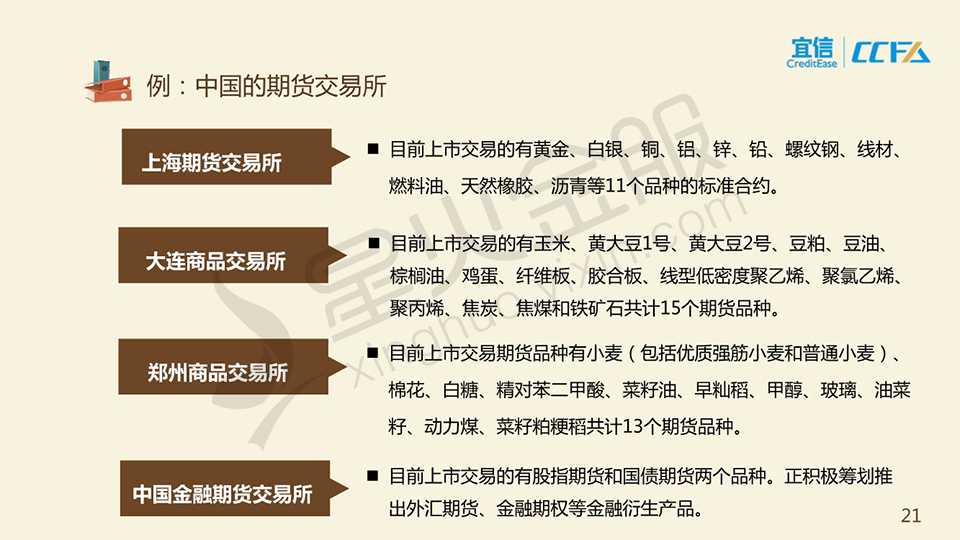 宜信
CreditEase
CCFA
例：中国的期货交易所
上海期货交易所
■ 目前上市交易的有黄金、白银、铜、铝、锌、铅、螺纹钢、线材、
燃料油、天然橡胶、沥青等11个品种的标准合约。
大连商品交易所
■ 目前上市交易的有玉米、黄大豆1号、黄大豆2号、豆粕、豆油、
棕榈油、鸡蛋、纤维板、胶合板、线型低密度聚乙烯、聚氯乙烯、
聚丙烯、焦炭、焦煤和铁矿石共计15个期货品种。
郑州商品交易所
■ 目前上市交易期货品种有小麦（包括优质强筋小麦和普通小麦）、
棉花、白糖、精对苯二甲酸、菜籽油、早籼稻、甲醇、玻璃、油菜
籽、动力煤、菜籽粕粳稻共计13个期货品种。
中国金融期货交易所
■ 目前上市交易的有股指期货和国债期货两个品种。正积极筹划推
出外汇期货、金融期权等金融衍生产品。
星火金服
xinghuo.yixin.com
21